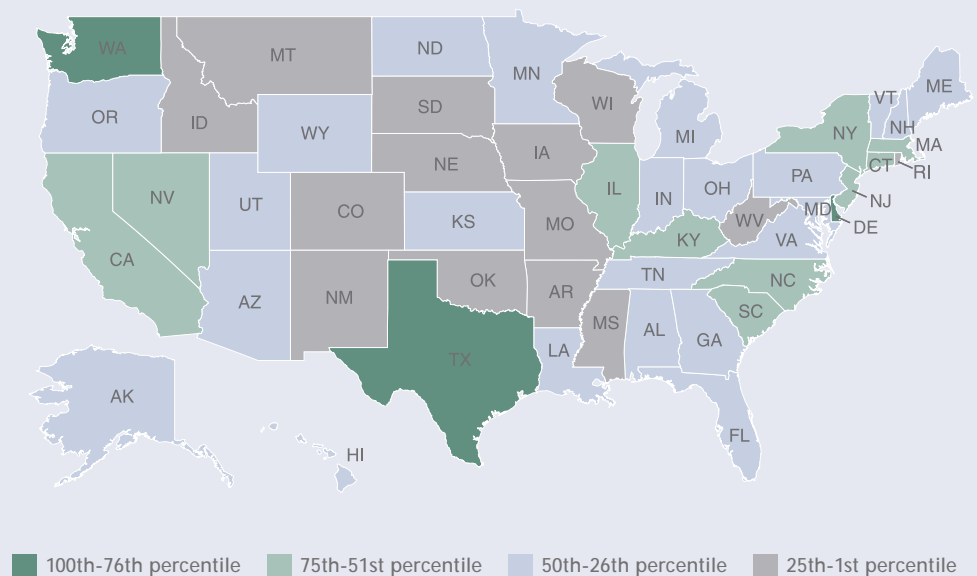 WA
MT
ND
MN
ME
VT
NH
OR
ID
SD
WI
MI
NY
MA
WY
NE
IA
CT
RI
NV
UT
CO
KS
MO
IL
IN
OH
PA
NJ
MD
DE
WV
VA
KY
CA
AZ
NM
OK
AR
TN
NC
SC
MS
AL
GA
TX
LA
AK
HI
FL
100th-76th percentile
75th-51st percentile
50th-26th percentile
25th-1st percentile